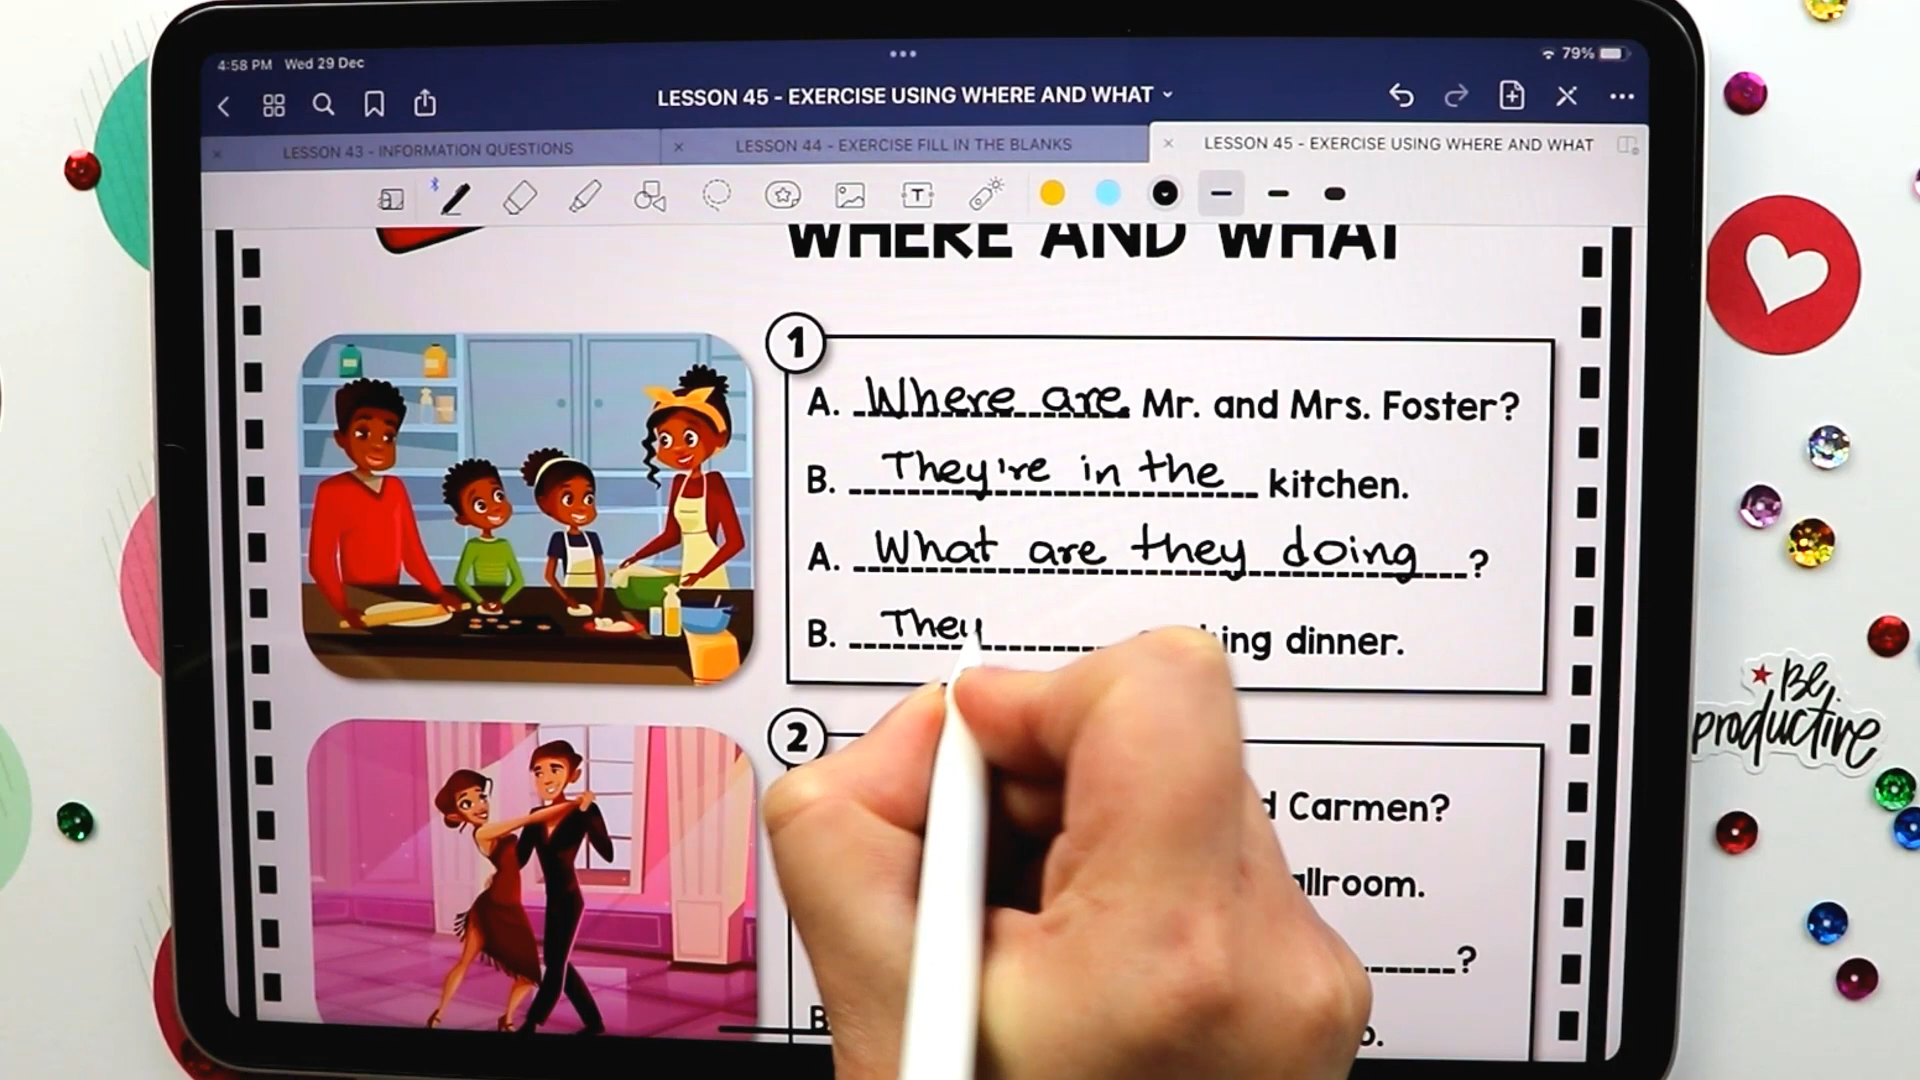 4:58 PM Wed 29 Dec
79%
LESSON 45 - EXERCISE USING WHERE AND WHAT
LESSON 43 - INFORMATION QUESTIONS
LESSON 44 - EXERCISE FILL IN THE BLANKS
LESSON 45 - EXERCISE USING WHERE AND WHAT
WHERE AND WHAT
1
A. Where are Mr. and Mrs. Foster?
B. They're in the kitchen.
A. What are they doing?
B. They dinner.
2
Carmen?
?
B.
Be
productive